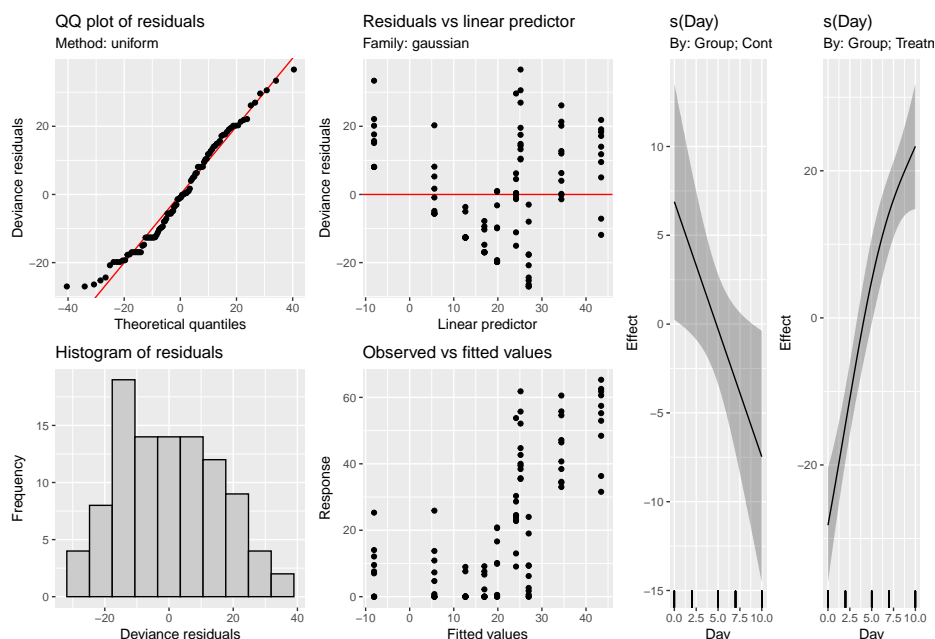 QQ plot of residuals
Method: uniform
Deviance residuals
20
0
−20
−40 −20 0 20 40
Theoretical quantiles
Residuals vs linear predictor
Family: gaussian
Deviance residuals
20
0
−20
−10 0 10 20 30 40
Linear predictor
Histogram of residuals
Frequency
15
10
5
0
−20 0 20 40
Deviance residuals
Observed vs fitted values
Response
60
40
20
0
−10 0 10 20 30 40
Fitted values
s(Day)
By: Group; Cont
Effect
10
5
0
−5
−10
−15
0.0 2.5 5.0 7.5 10.0
Day
s(Day)
By: Group; Treatm
Effect
20
0
−20
0.0 2.5 5.0 7.5 10.0
Day